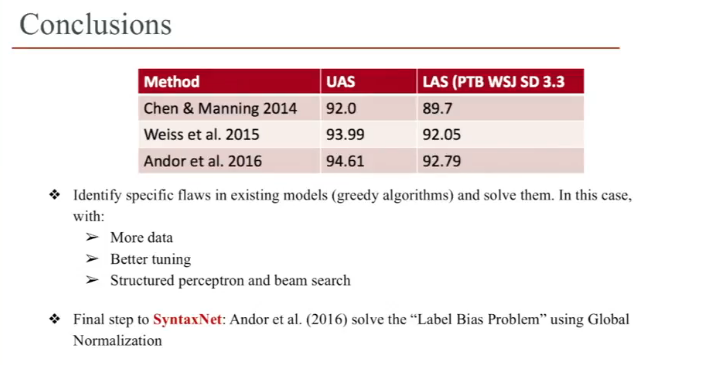 Conclusions
Method UAS LAS (PTB WSJ SD 3.3
Chen & Manning 2014 92.0 89.7
Weiss et al. 2015 93.99 92.05
Andor et al. 2016 94.61 92.79
❖ Identify specific flaws in existing models (greedy algorithms) and solve them. In this case,
with:
➢ More data
➢ Better tuning
➢ Structured perceptron and beam search
❖ Final step to SyntaxNet: Andor et al. (2016) solve the “Label Bias Problem” using Global
Normalization